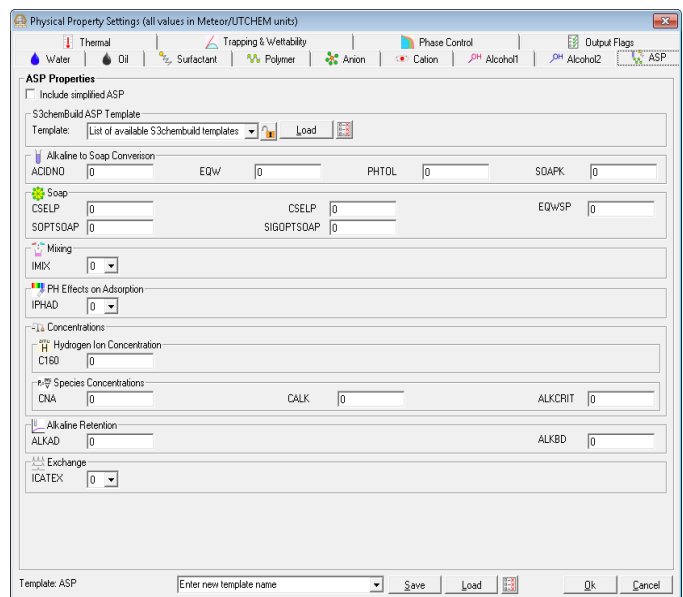 Physical Property Settings (all values in Meteor/UTCHEM units)
Thermal Trapping & Wettability Phase Control Output Flags
Water Oil Surfactant Polymer Anion Cation Alcohol1 Alcohol2 ASP
ASP Properties
Include simplified ASP
S3chemBuild ASP Template
Template: List of available S3chembuild templates Load
Alkaline to Soap Converison
ACIDNO 0 EQW 0 PHTOL 0 SOAPK 0
Soap
CSELP 0 CSELP 0 EQWSP 0
SOPTSOAP 0 SIGOPTSOAP 0
Mixing
IMIX 0
PH Effects on Adsorption
IPHAD 0
Concentrations
H Hydrogen Ion Concentration
C160 0
Species Concentrations
CNA 0 CALK 0 ALKCRIT 0
Alkaline Retention
ALKAD 0 ALKBD 0
Exchange
ICATEX 0
Template: ASP Enter new template name Save Load Ok Cancel